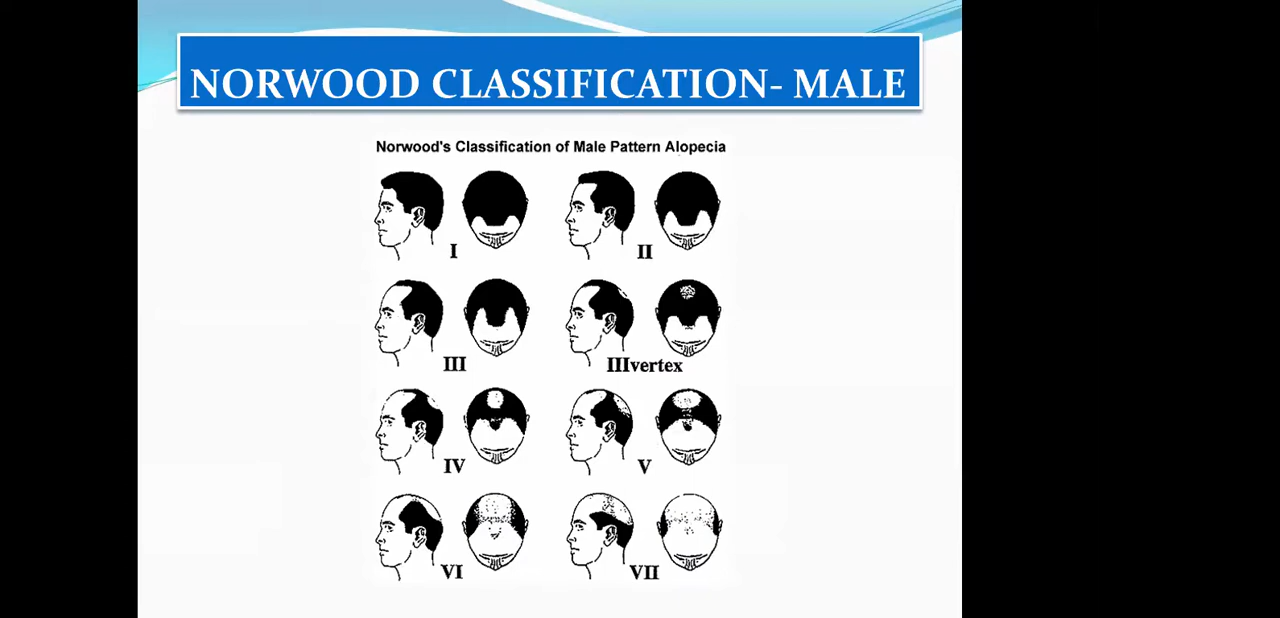 NORWOOD CLASSIFICATION- MALE
Norwood's Classification of Male Pattern Alopecia
I
II
III
IIIvertex
IV
V
VI
VII